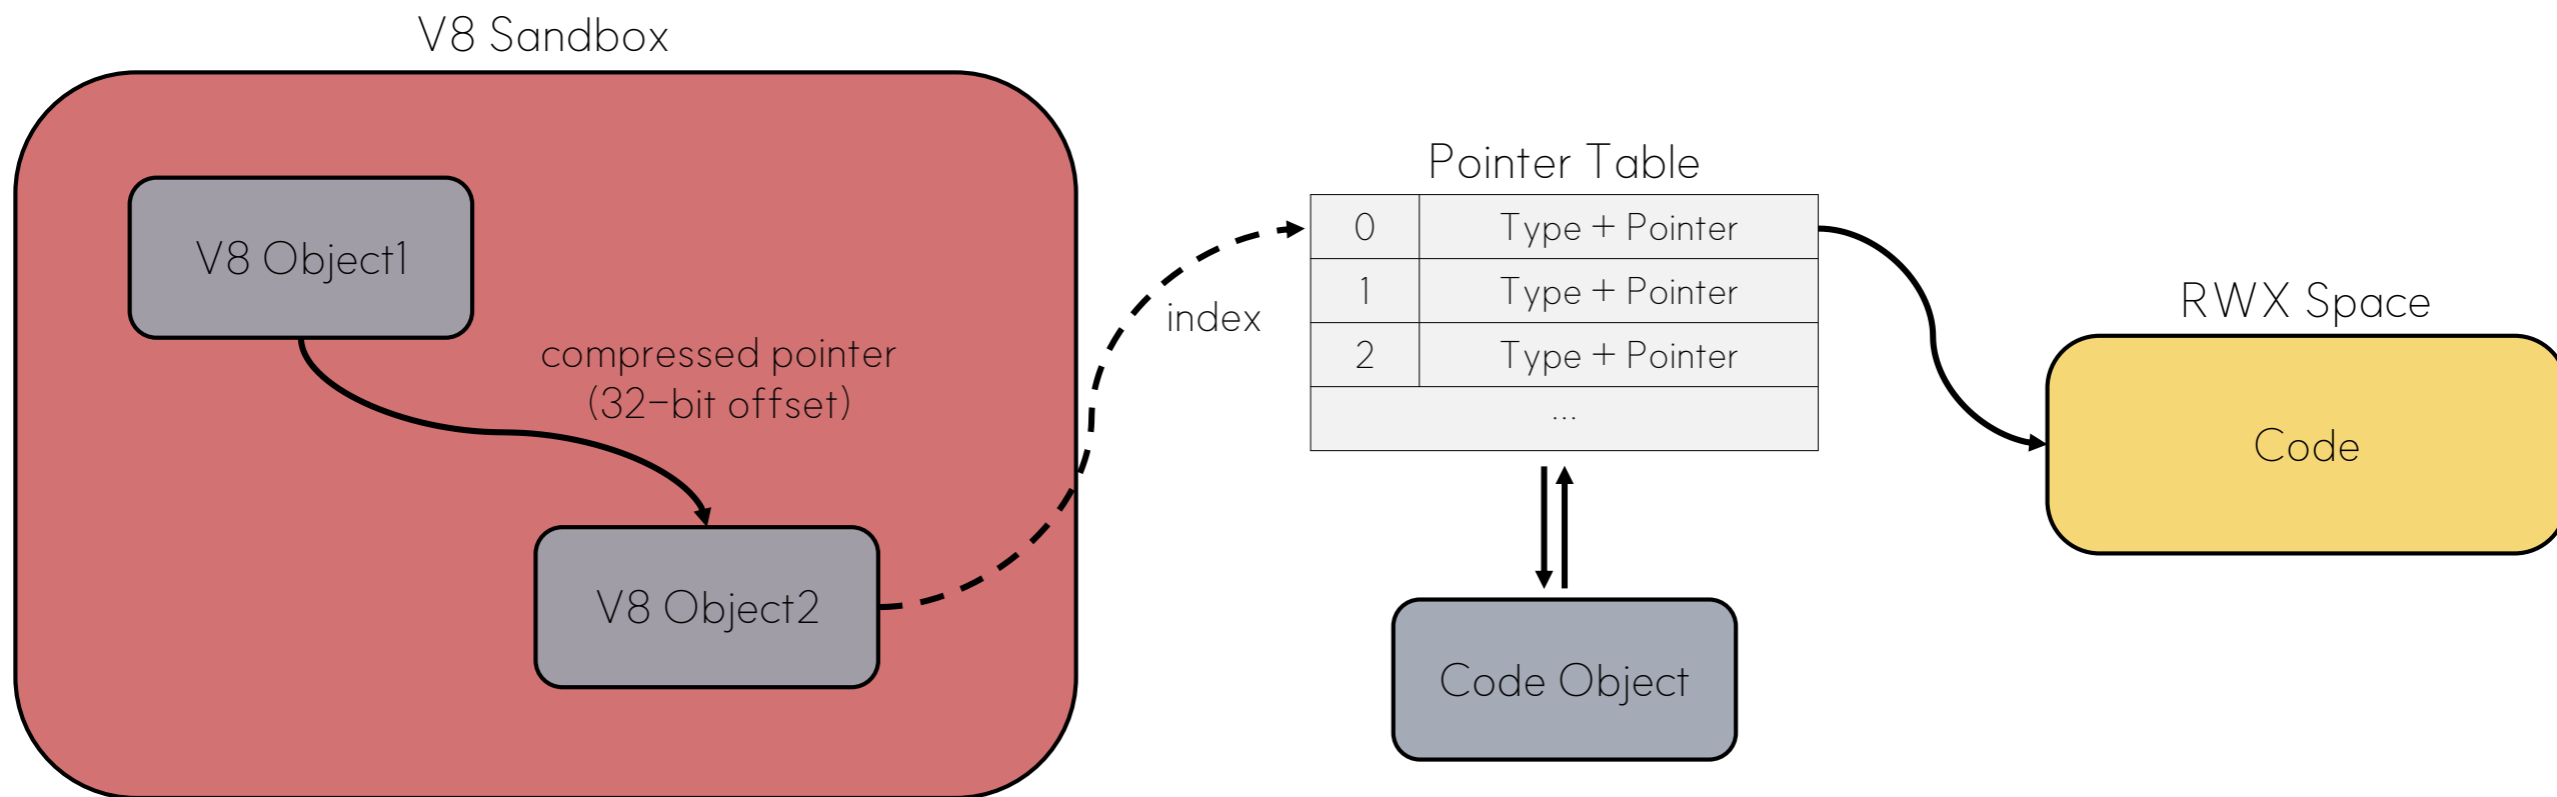 V8 Sandbox
V8 Object1
compressed pointer
(32-bit offset)
V8 Object2
index
Pointer Table
0 Type + Pointer
1 Type + Pointer
2 Type + Pointer
...
Code Object
RWX Space
Code